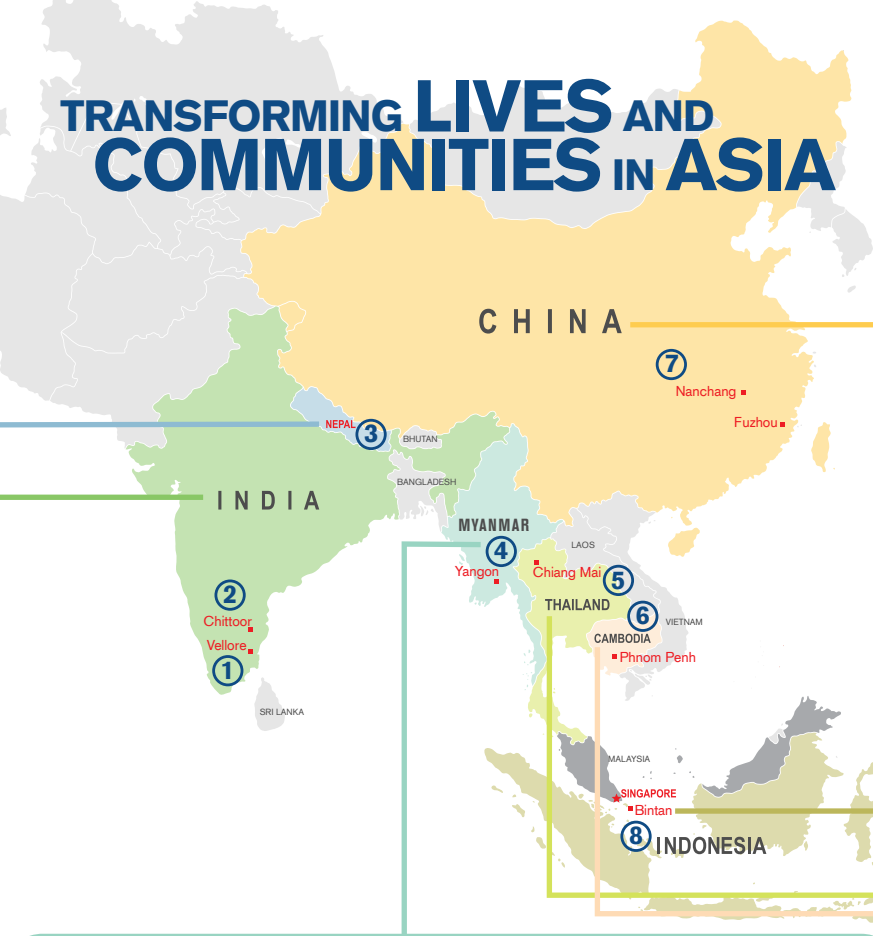 TRANSFORMING LIVES AND
COMMUNITIES IN ASIA
CHINA
7
Nanchang
Fuzhou
NEPAL
3
BHUTAN
BANGLADESH
INDIA
MYANMAR
4
Yangon
LAOS
Chiang Mai
5
THAILAND
6
VIETNAM
CAMBODIA
Phnom Penh
2
Chittoor
Vellore
1
SRI LANKA
MALAYSIA
SINGAPORE
Bintan
8
INDONESIA